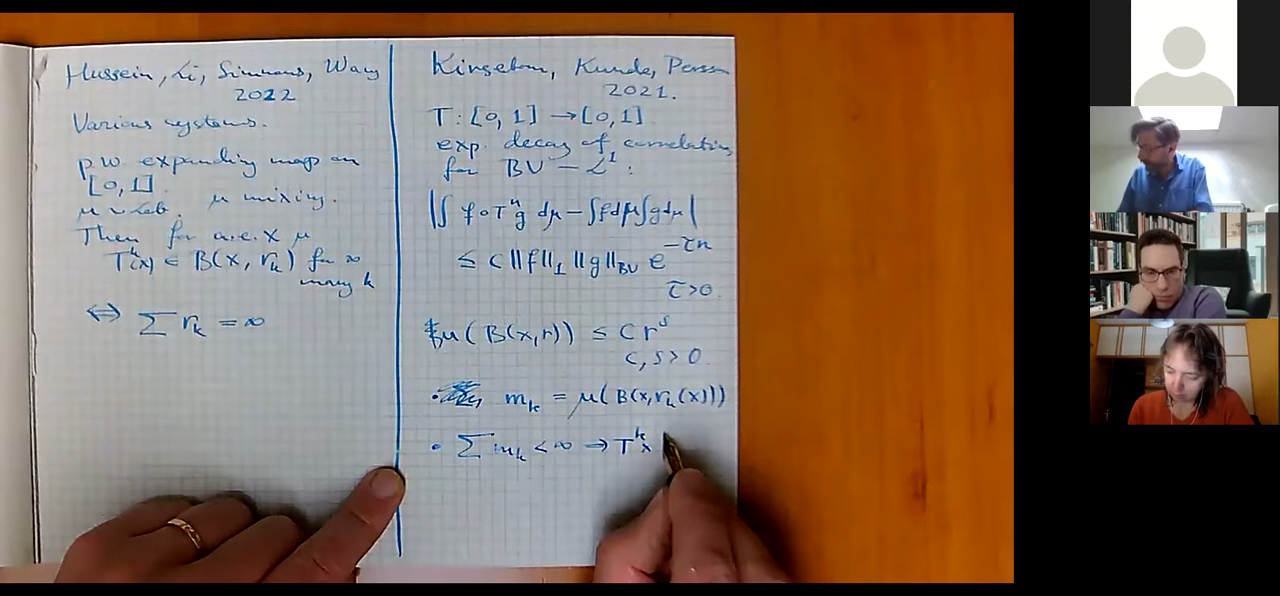 Hussein, Li, Simmons, Wang
2022
Various systems.
p.w. expanding map on
[0,1].
μ ~ Leb. μ mixing.
Then for a.e. x μ
T^k(x) ∈ B(x, r_k) for ∞
many k
⟺ ∑ r_k = ∞
Kirsebom, Kunde, Persson
2021.
T: [0,1] → [0,1]
exp. decay of correlation
for BV – L^1 :
|∫ f∘T^n g dμ − ∫f dμ ∫g dμ|
≤ C ||f||_1 ||g||_BV e^{-τn}
τ>0.
μ(B(x,r)) ≤ C r^s
C, s > 0
• m_k = μ(B(x, r_k(x)))
• ∑ m_k < ∞ ⇒ T^k x